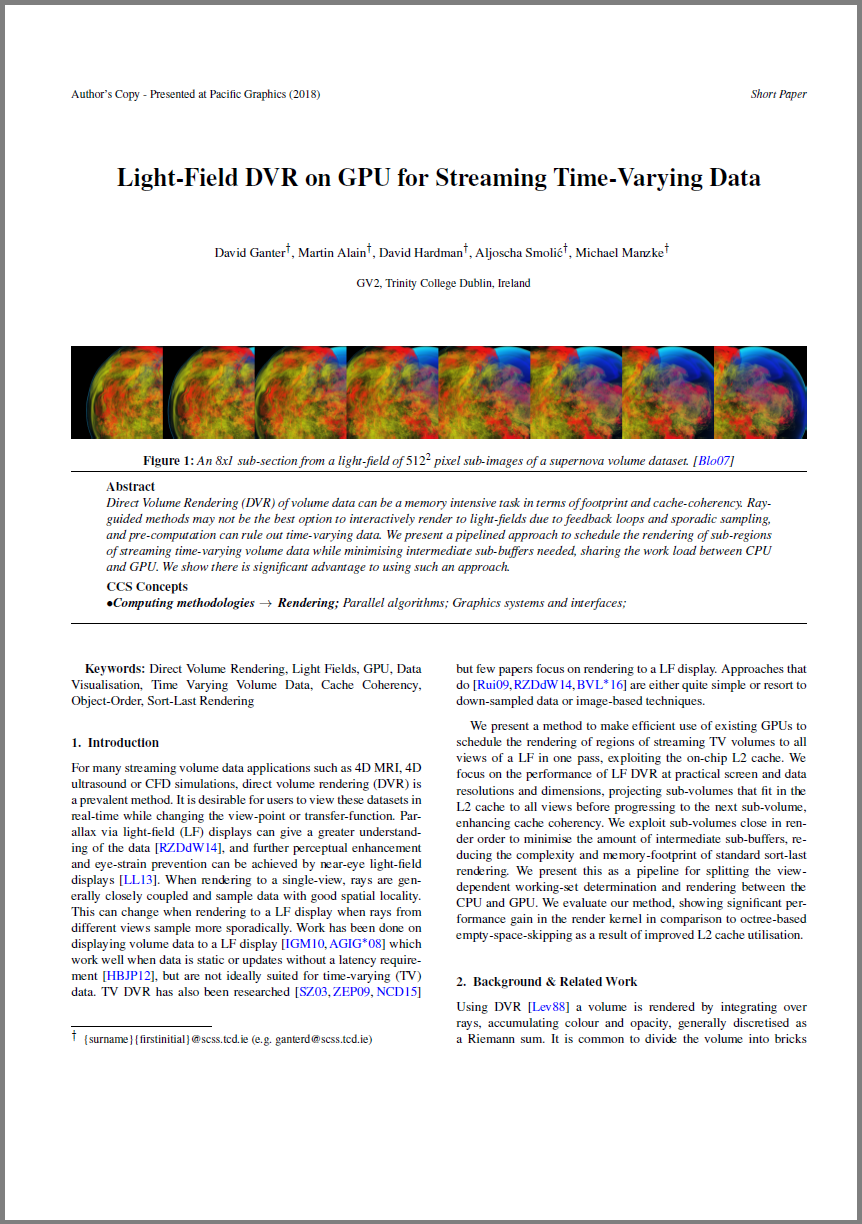 Author's Copy - Presented at Pacific Graphics (2018)
Short Paper
Light-Field DVR on GPU for Streaming Time-Varying Data
David Ganter†, Martin Alain†, David Hardman†, Aljoscha Smolić†, Michael Manzke†
GV2, Trinity College Dublin, Ireland
Figure 1: An 8x1 sub-section from a light-field of 512² pixel sub-images of a supernova volume dataset. [Blo07]
Abstract
Direct Volume Rendering (DVR) of volume data can be a memory intensive task in terms of footprint and cache-coherency. Ray-
guided methods may not be the best option to interactively render to light-fields due to feedback loops and sporadic sampling,
and pre-computation can rule out time-varying data. We present a pipelined approach to schedule the rendering of sub-regions
of streaming time-varying volume data while minimising intermediate sub-buffers needed, sharing the work load between CPU
and GPU. We show there is significant advantage to using such an approach.
CCS Concepts
•Computing methodologies → Rendering; Parallel algorithms; Graphics systems and interfaces;
Keywords: Direct Volume Rendering, Light Fields, GPU, Data
Visualisation, Time Varying Volume Data, Cache Coherency,
Object-Order, Sort-Last Rendering
1. Introduction
For many streaming volume data applications such as 4D MRI, 4D
ultrasound or CFD simulations, direct volume rendering (DVR) is
a prevalent method. It is desirable for users to view these datasets in
real-time while changing the view-point or transfer-function. Par-
allax via light-field (LF) displays can give a greater understand-
ing of the data [RZDdW14], and further perceptual enhancement
and eye-strain prevention can be achieved by near-eye light-field
displays [LL13]. When rendering to a single-view, rays are gen-
erally closely coupled and sample data with good spatial locality.
This can change when rendering to a LF display when rays from
different views sample more sporadically. Work has been done on
displaying volume data to a LF display [IGM10, AGIG*08] which
work well when data is static or updates without a latency require-
ment [HBJP12], but are not ideally suited for time-varying (TV)
data. TV DVR has also been researched [SZ03, ZEP09, NCD15]
† {surname}{firstinitial}@scss.tcd.ie (e.g. ganterd@scss.tcd.ie)
but few papers focus on rendering to a LF display. Approaches that
do [Rui09, RZDdW14, BVL*16] are either quite simple or resort to
down-sampled data or image-based techniques.
We present a method to make efficient use of existing GPUs to
schedule the rendering of regions of streaming TV volumes to all
views of a LF in one pass, exploiting the on-chip L2 cache. We
focus on the performance of LF DVR at practical screen and data
resolutions and dimensions, projecting sub-volumes that fit in the
L2 cache to all views before progressing to the next sub-volume,
enhancing cache coherency. We exploit sub-volumes close in ren-
der order to minimise the amount of intermediate sub-buffers, re-
ducing the complexity and memory-footprint of standard sort-last
rendering. We present this as a pipeline for splitting the view-
dependent working-set determination and rendering between the
CPU and GPU. We evaluate our method, showing significant per-
formance gain in the render kernel in comparison to octree-based
empty-space-skipping as a result of improved L2 cache utilisation.
2. Background & Related Work
Using DVR [Lev88] a volume is rendered by integrating over
rays, accumulating colour and opacity, generally discretised as
a Riemann sum. It is common to divide the volume into bricks